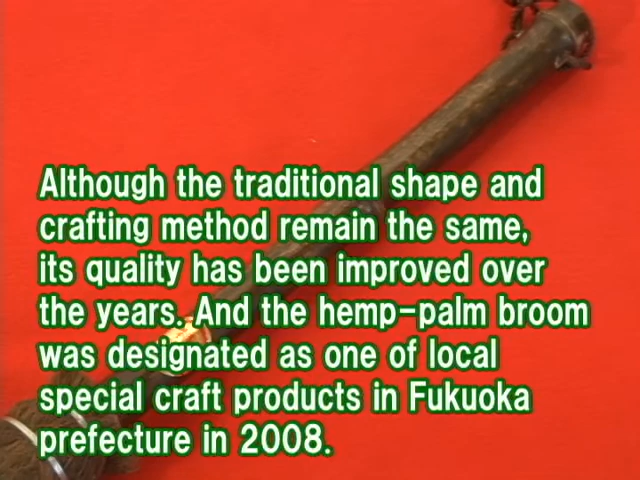 Although the traditional shape and
crafting method remain the same,
its quality has been improved over
the years. And the hemp-palm broom
was designated as one of local
special craft products in Fukuoka
prefecture in 2008.